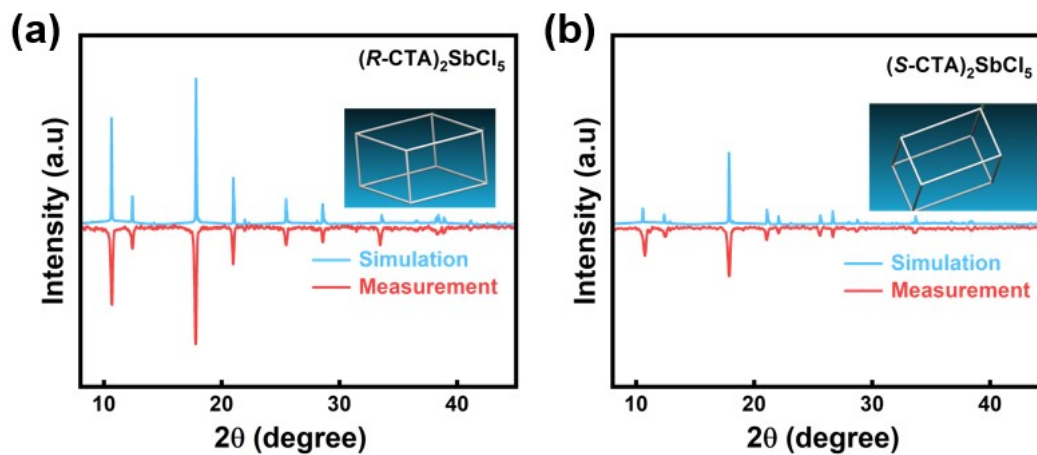 (a)
(R-CTA)₂SbCl₅
Intensity (a.u)
Simulation
Measurement
10 20 30 40
2θ (degree)
(b)
(S-CTA)₂SbCl₅
Intensity (a.u)
Simulation
Measurement
10 20 30 40
2θ (degree)